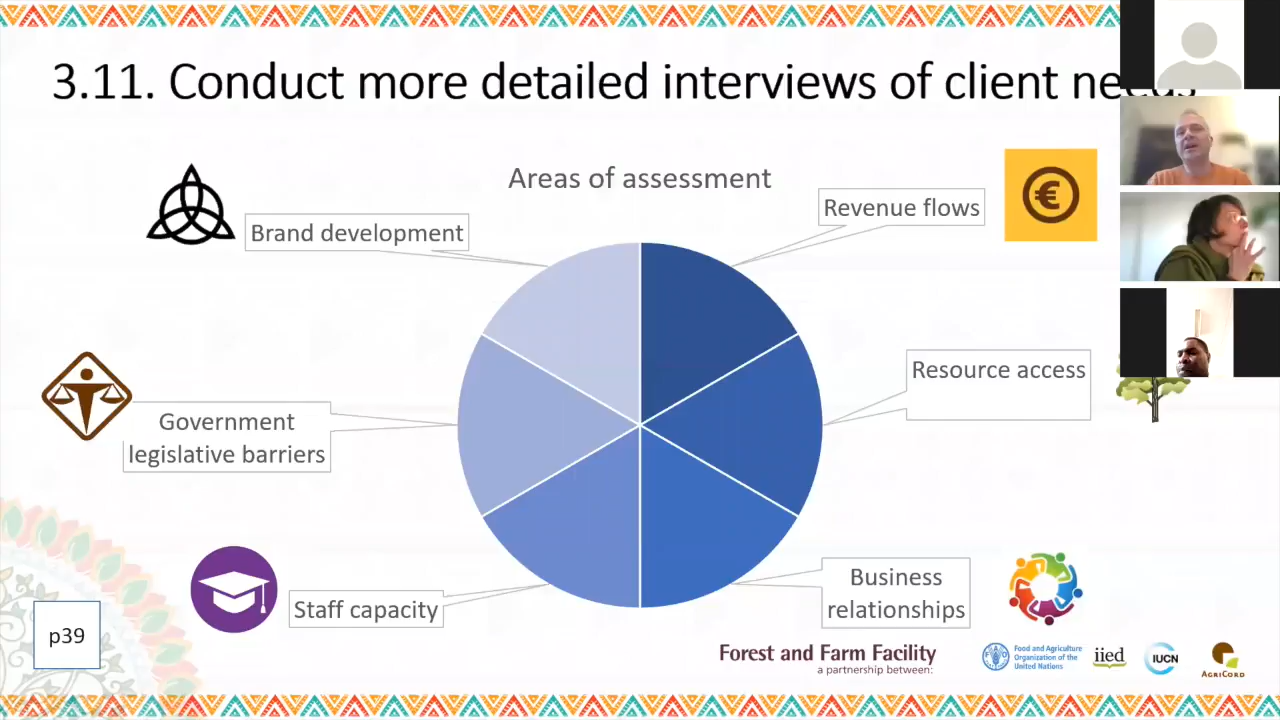 3.11. Conduct more detailed interviews of client needs
Areas of assessment
Revenue flows
Brand development
Resource access
Government
legislative barriers
Business
relationships
Staff capacity
p39
Forest and Farm Facility
a partnership between:
Food and Agriculture
Organization of the
United Nations
iied
IUCN
AGRICORD